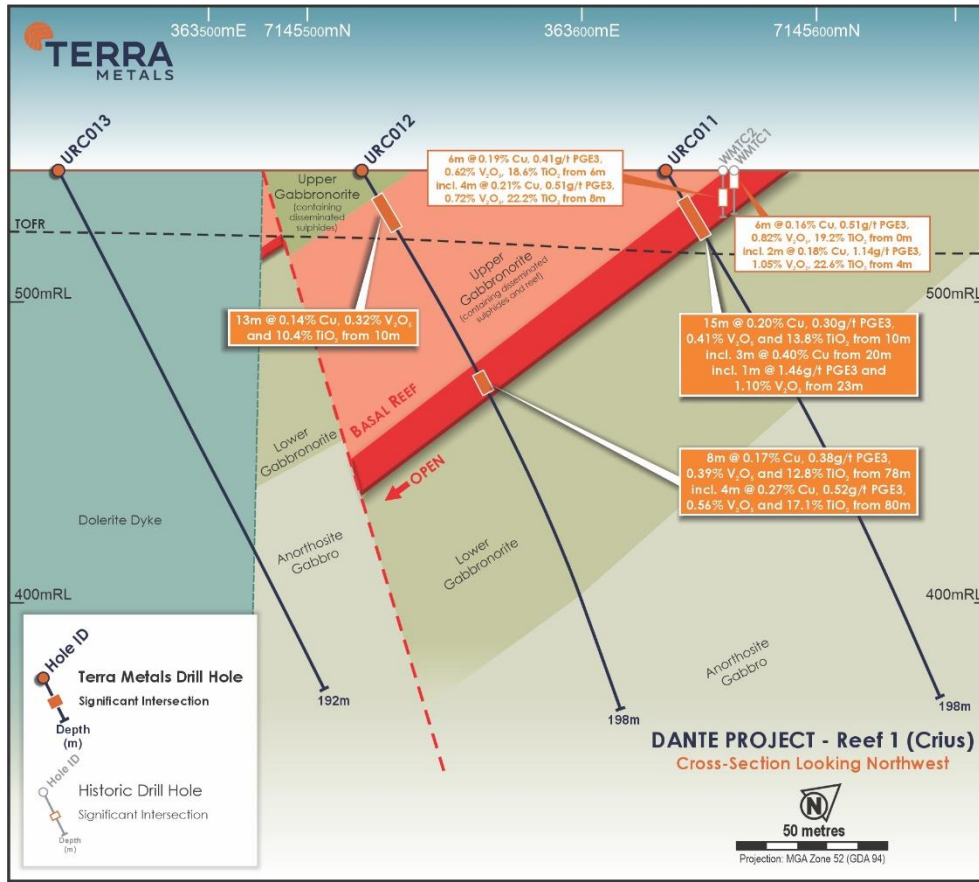 363500mE 7145500mN 363600mE 7145600mN
TERRA
METALS
URC013
URC012
URC011
WMTC2
WMTC1
6m @ 0.19% Cu, 0.41g/t PGE3,
0.62% V₂O₅, 18.6% TiO₂ from 6m
incl. 4m @ 0.21% Cu, 0.51g/t PGE3,
0.72% V₂O₅, 22.2% TiO₂ from 8m
Upper
Gabbronorite
(containing
disseminated
sulphides)
TOFR
6m @ 0.16% Cu, 0.51g/t PGE3,
0.82% V₂O₅, 19.2% TiO₂ from 0m
incl. 2m @ 0.18% Cu, 1.14g/t PGE3,
1.05% V₂O₅, 22.6% TiO₂ from 4m
Upper
Gabbronorite
(containing disseminated
sulphides and reef)
500mRL
500mRL
13m @ 0.14% Cu, 0.32% V₂O₅
and 10.4% TiO₂ from 10m
15m @ 0.20% Cu, 0.30g/t PGE3,
0.41% V₂O₅ and 13.8% TiO₂ from 10m
incl. 3m @ 0.40% Cu from 20m
incl. 1m @ 1.46g/t PGE3 and
1.10% V₂O₅ from 23m
BASAL REEF
Lower
Gabbronorite
OPEN
8m @ 0.17% Cu, 0.38g/t PGE3,
0.39% V₂O₅ and 12.8% TiO₂ from 78m
incl. 4m @ 0.27% Cu, 0.52g/t PGE3,
0.56% V₂O₅ and 17.1% TiO₂ from 80m
Dolerite Dyke
Anorthosite
Gabbro
Lower
Gabbronorite
400mRL
400mRL
Anorthosite
Gabbro
Hole ID
Terra Metals Drill Hole
Significant Intersection
Depth
(m)
Hole ID
Historic Drill Hole
Significant Intersection
Depth
(m)
192m
198m
198m
DANTE PROJECT - Reef 1 (Crius)
Cross-Section Looking Northwest
N
50 metres
Projection: MGA Zone 52 (GDA 94)